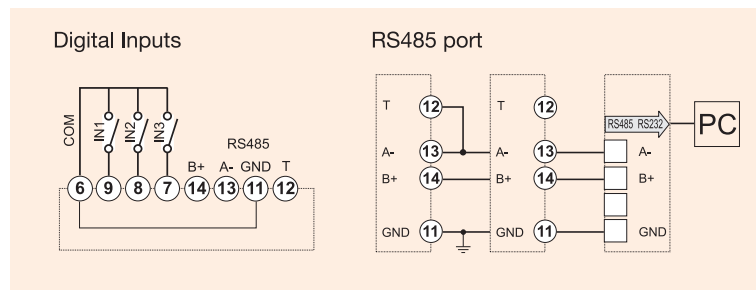 Digital Inputs
COM
IN1
IN2
IN3
RS485
B+ A- GND T
6 9 8 7 14 13 11 12
RS485 port
T 12 T 12
RS485 RS232
PC
A- 13 A- 13 A-
B+ 14 B+ 14 B+
GND 11 GND 11 GND